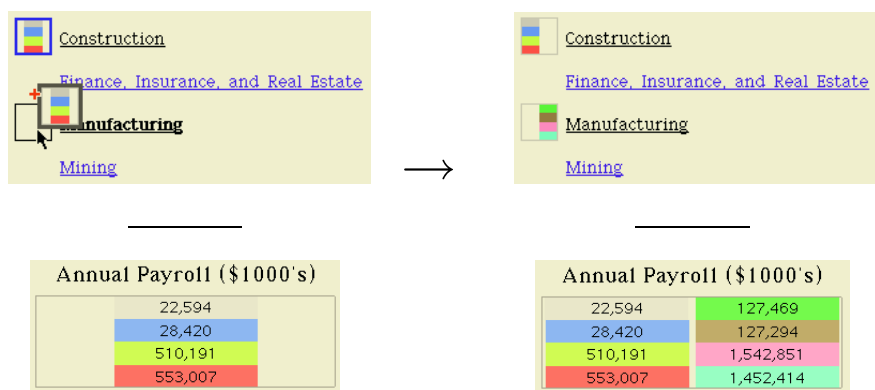 Construction
Finance, Insurance, and Real Estate
Manufacturing
Mining
Annual Payroll ($1000's)
22,594
28,420
510,191
553,007
Construction
Finance, Insurance, and Real Estate
Manufacturing
Mining
Annual Payroll ($1000's)
22,594 127,469
28,420 127,294
510,191 1,542,851
553,007 1,452,414